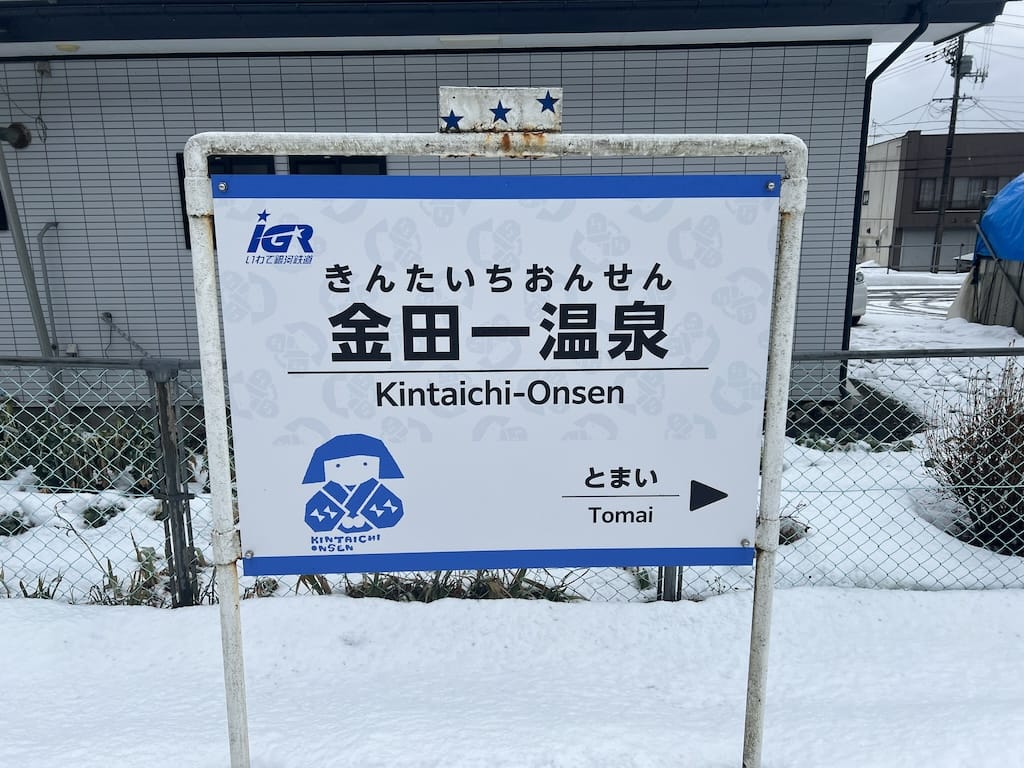 IGR
いわて銀河鉄道
きんたいちおんせん
金田一温泉
Kintaichi-Onsen
KINTAICHI
ONSEN
とまい
Tomai